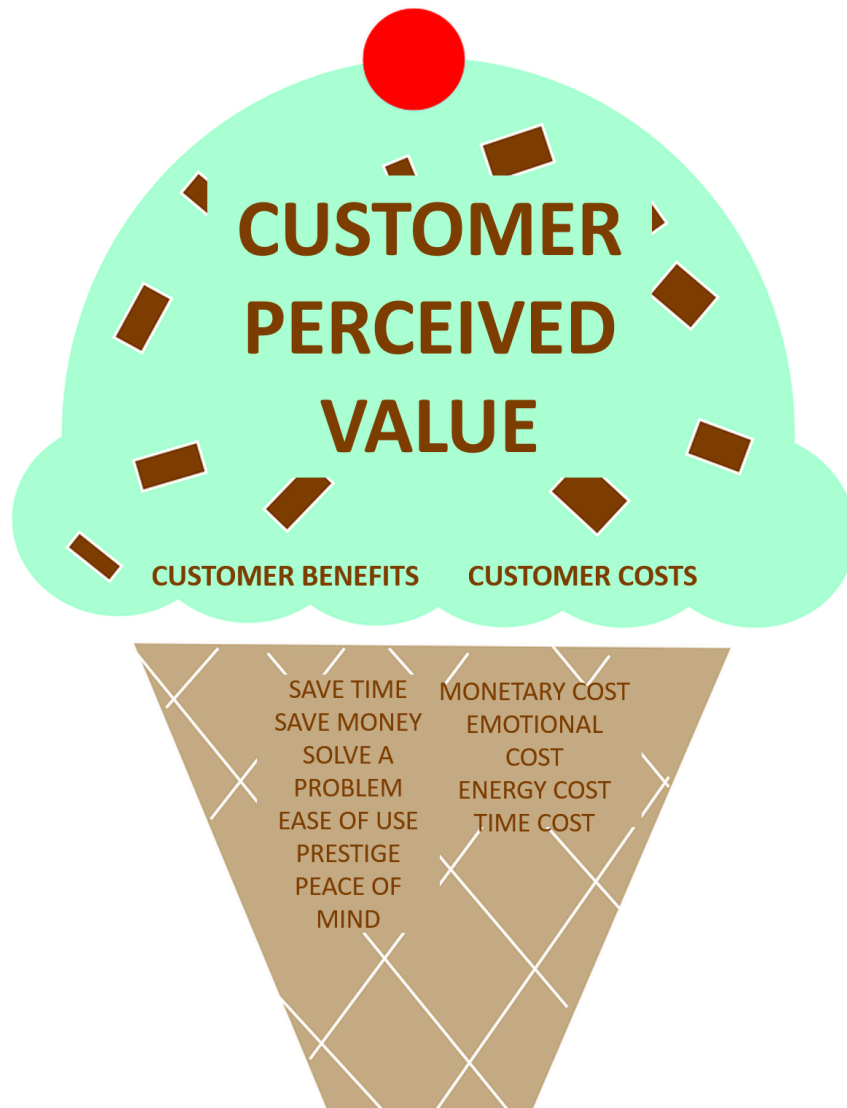 CUSTOMER
PERCEIVED
VALUE
CUSTOMER BENEFITS
CUSTOMER COSTS
SAVE TIME
SAVE MONEY
SOLVE A
PROBLEM
EASE OF USE
PRESTIGE
PEACE OF
MIND
MONETARY COST
EMOTIONAL
COST
ENERGY COST
TIME COST